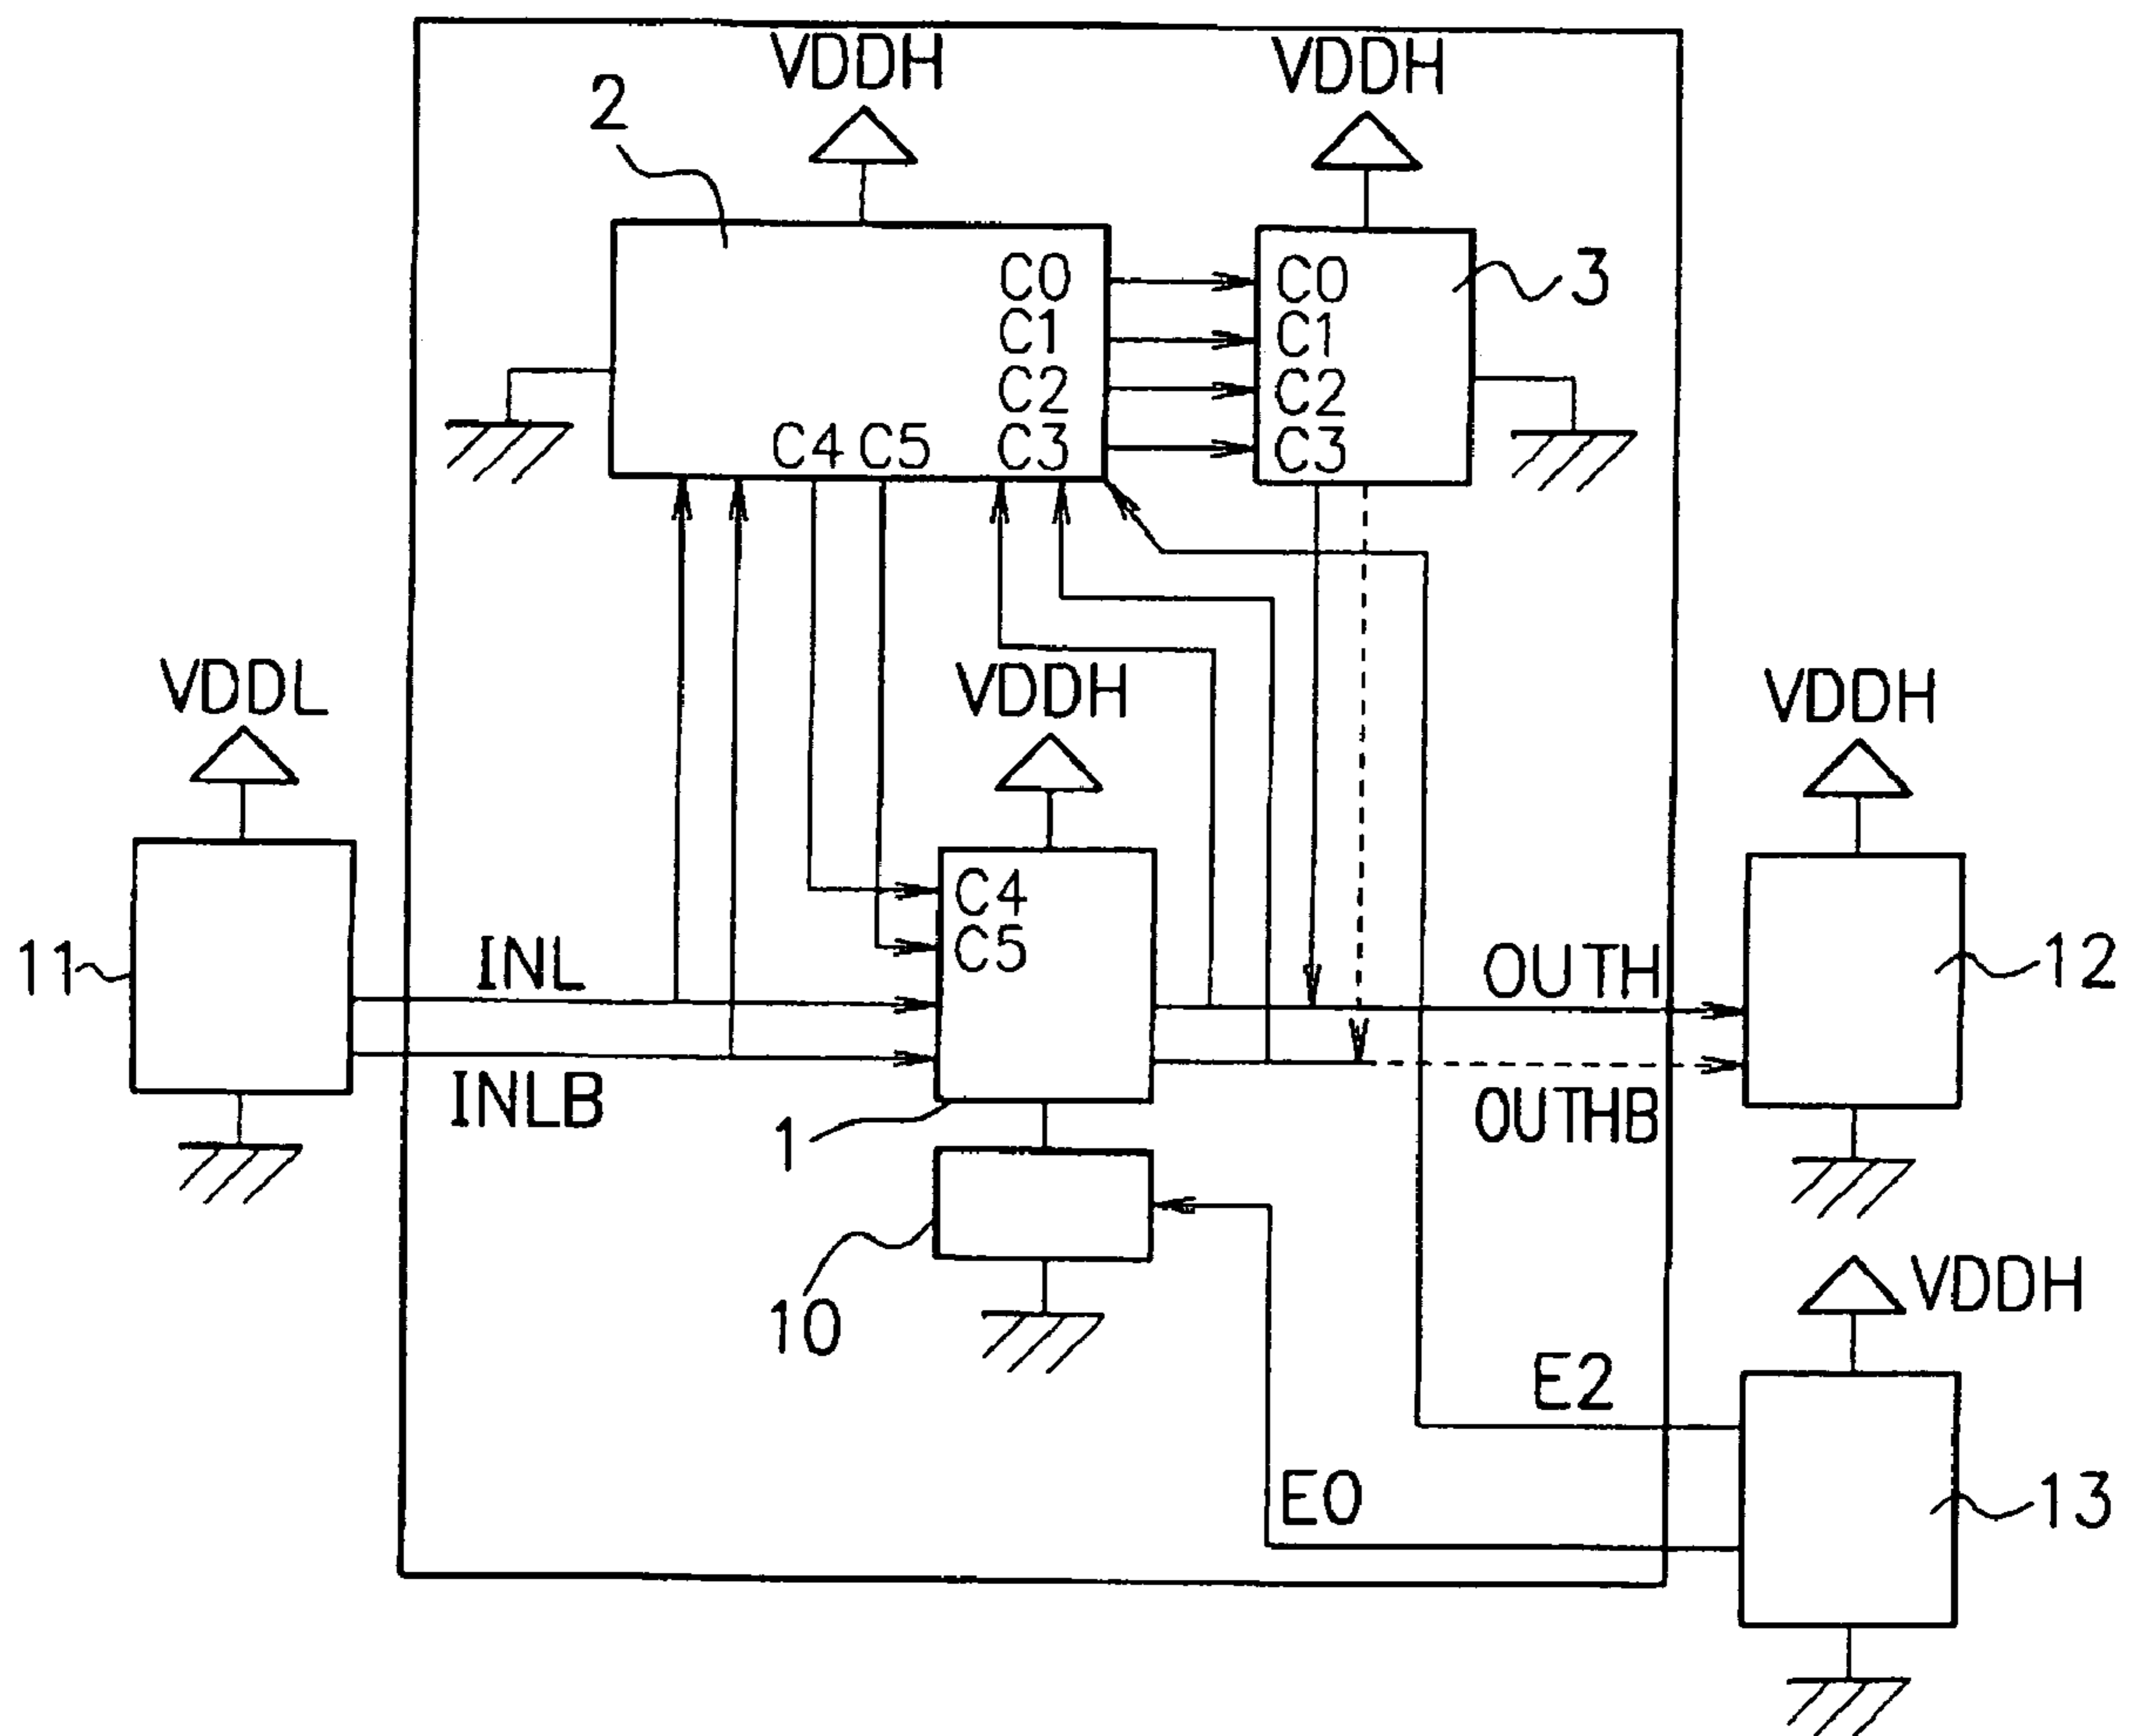 VDDH
VDDH
2
C0
C0
3
C1
C1
C2
C2
C4 C5
C3
C3
VDDL
VDDH
VDDH
C4
C5
11
INL
OUTH
12
INLB
OUTHB
1
10
VDDH
E2
E0
13